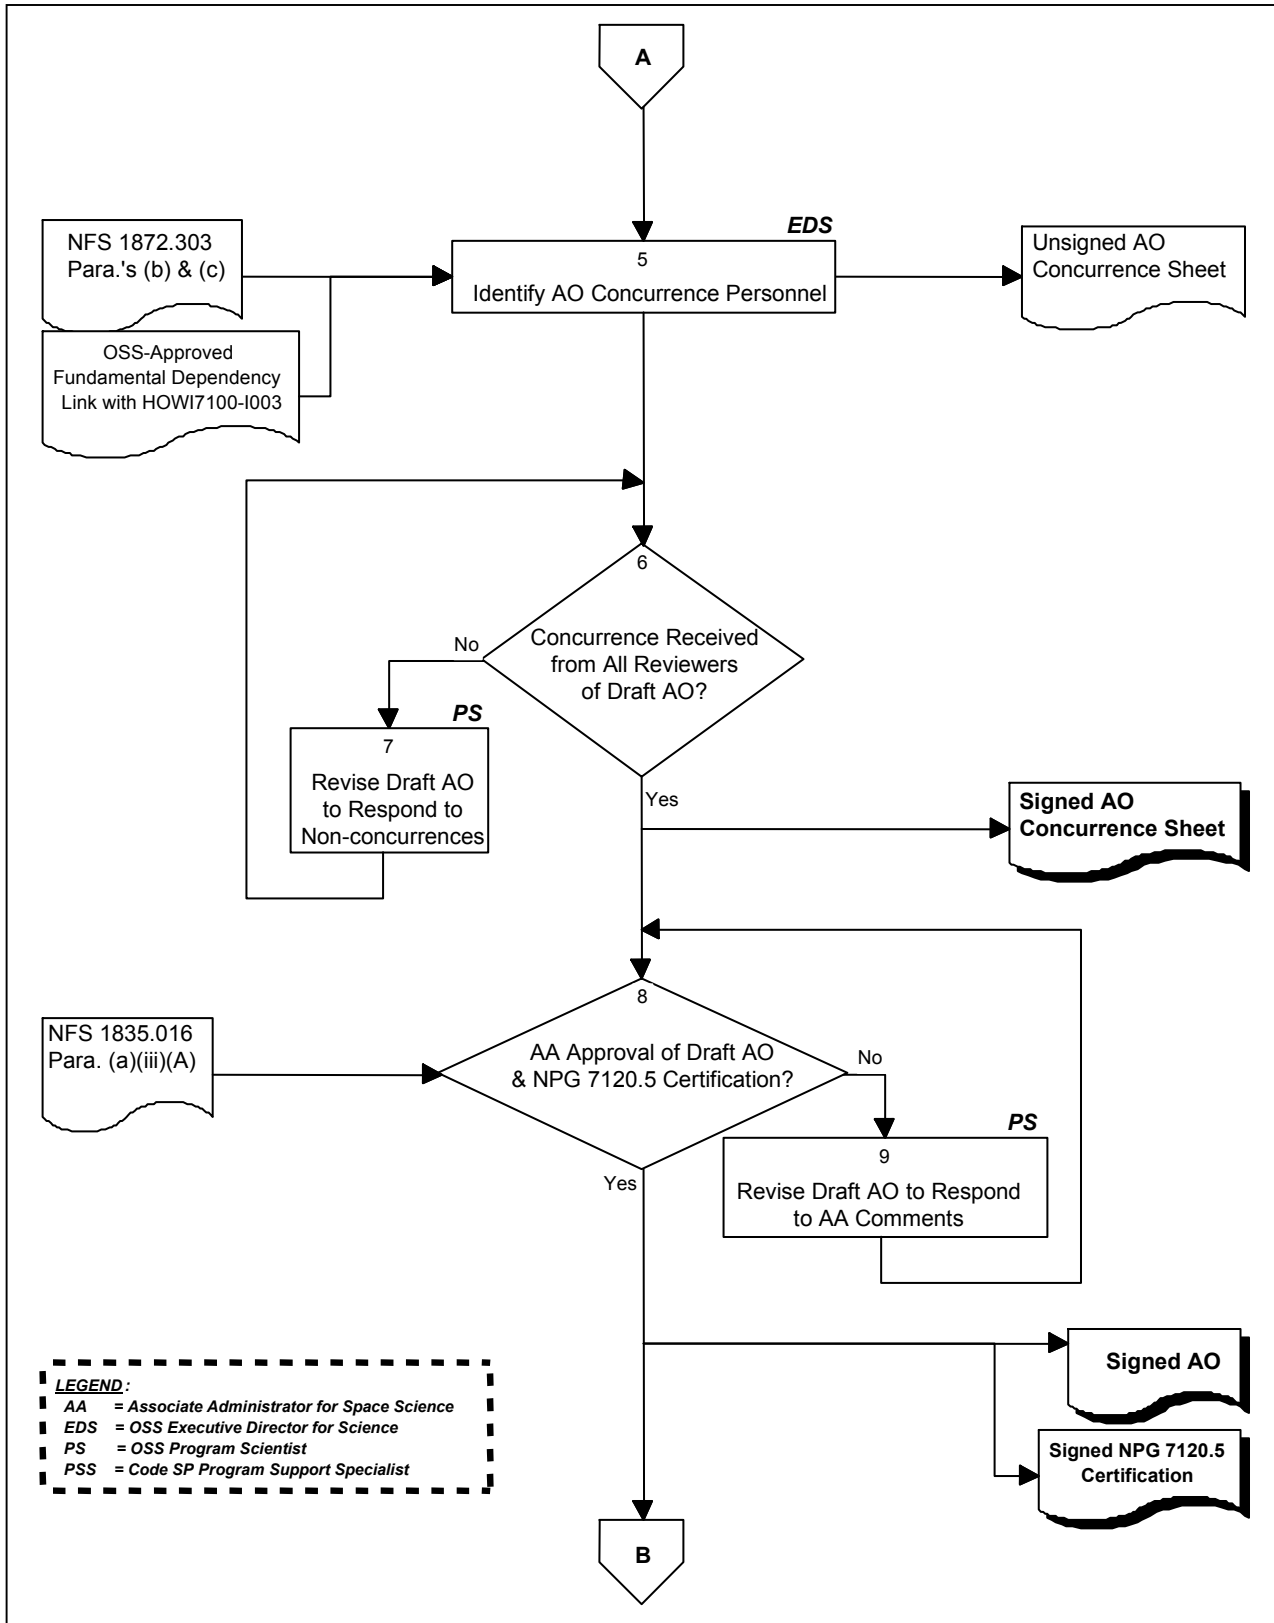 A
NFS 1872.303
Para.'s (b) & (c)
EDS
5
Identify AO Concurrence Personnel
Unsigned AO
Concurrence Sheet
OSS-Approved
Fundamental Dependency
Link with HOWI7100-I003
6
Concurrence Received
from All Reviewers
of Draft AO?
No
PS
7
Revise Draft AO
to Respond to
Non-concurrences
Yes
Signed AO
Concurrence Sheet
NFS 1835.016
Para. (a)(iii)(A)
8
AA Approval of Draft AO
& NPG 7120.5 Certification?
No
PS
9
Revise Draft AO to Respond
to AA Comments
Yes
Signed AO
Signed NPG 7120.5
Certification
LEGEND:
AA = Associate Administrator for Space Science
EDS = OSS Executive Director for Science
PS = OSS Program Scientist
PSS = Code SP Program Support Specialist
B